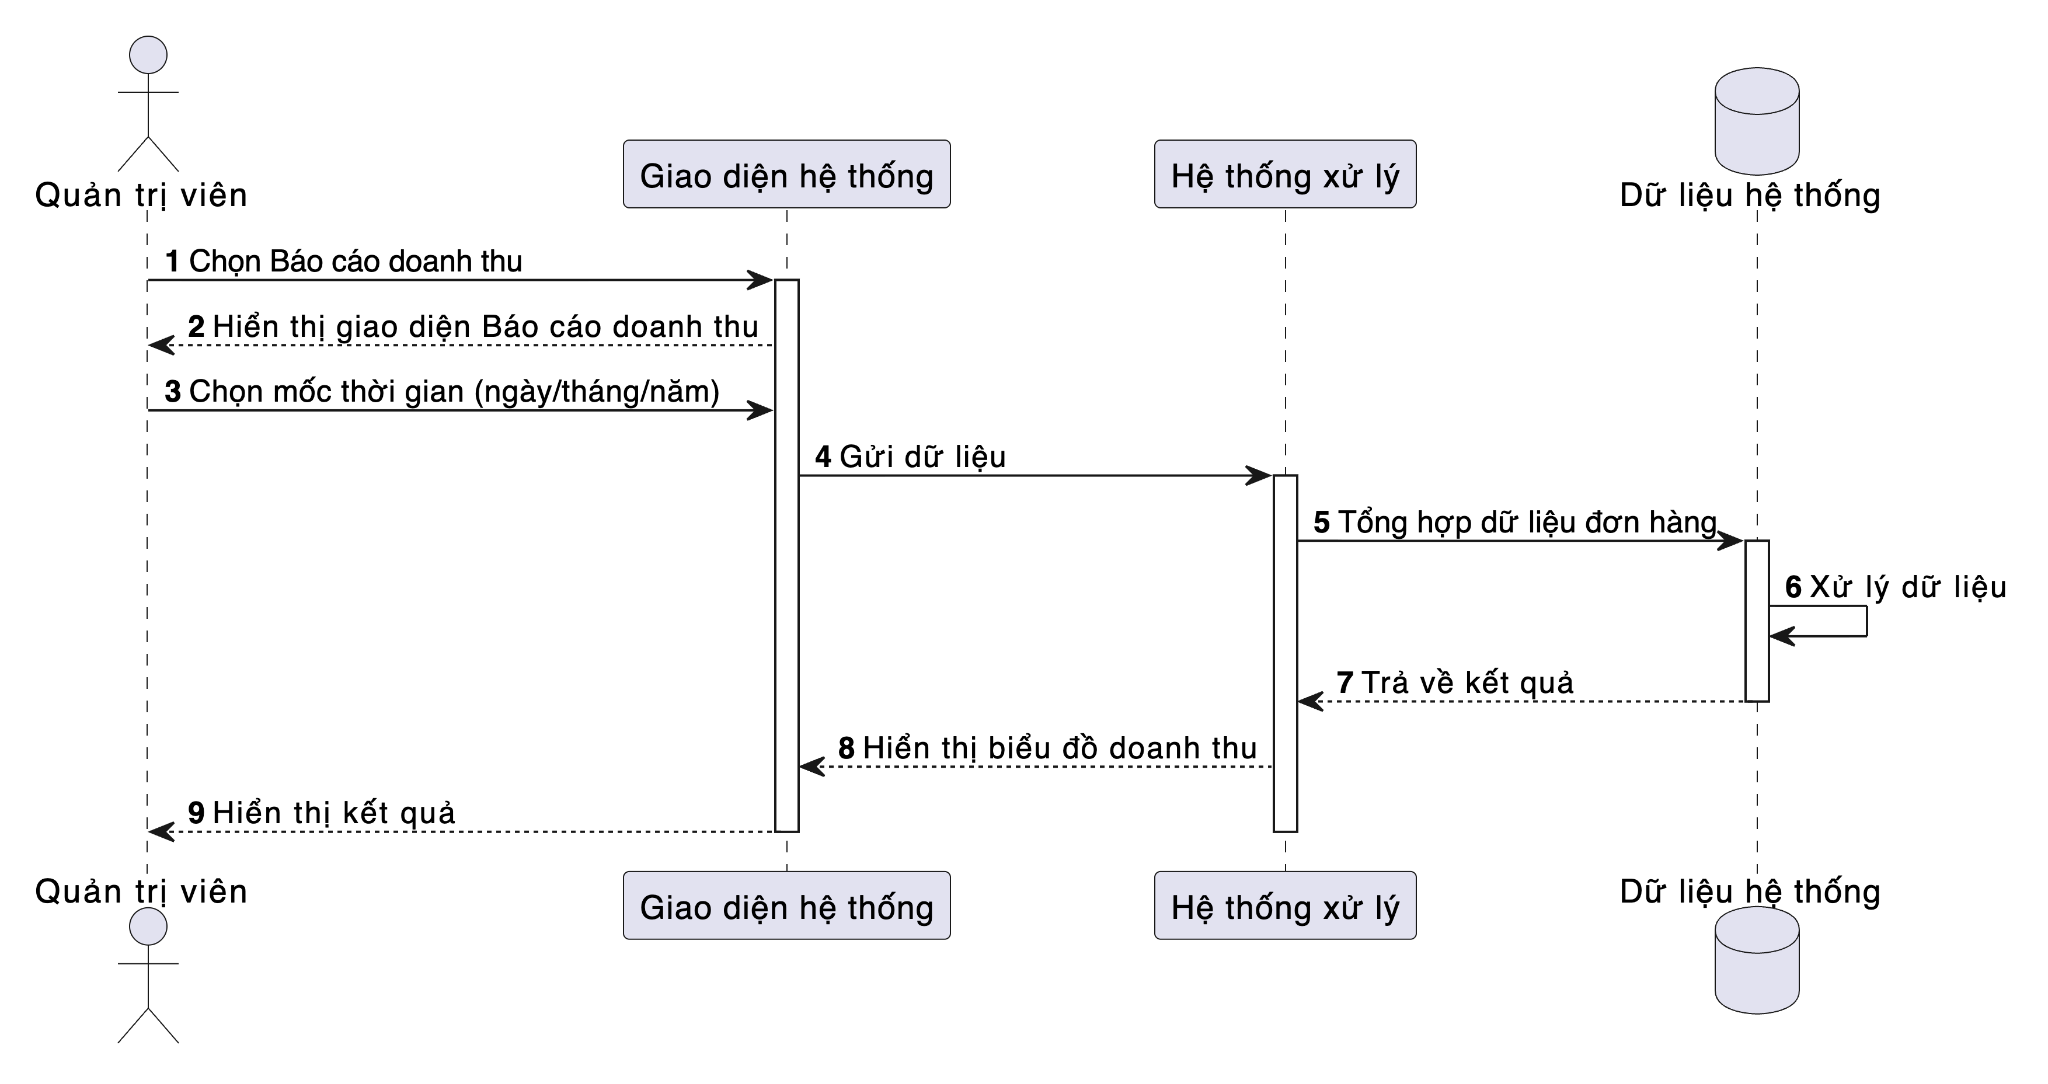 Quản trị viên
Giao diện hệ thống
Hệ thống xử lý
Dữ liệu hệ thống
1 Chọn Báo cáo doanh thu
2 Hiển thị giao diện Báo cáo doanh thu
3 Chọn mốc thời gian (ngày/tháng/năm)
4 Gửi dữ liệu
5 Tổng hợp dữ liệu đơn hàng
6 Xử lý dữ liệu
7 Trả về kết quả
8 Hiển thị biểu đồ doanh thu
9 Hiển thị kết quả
Quản trị viên
Giao diện hệ thống
Hệ thống xử lý
Dữ liệu hệ thống